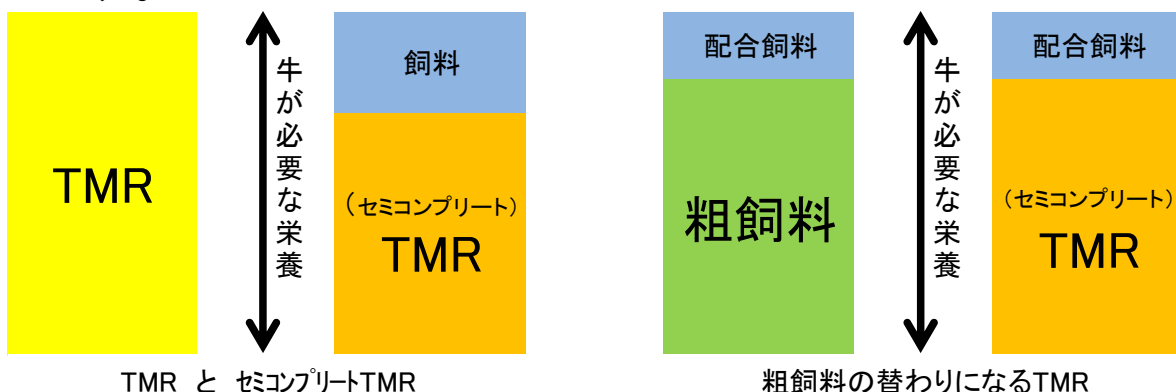 TMR
牛が必要な栄養
飼料
（セミコンプリート）
TMR
TMR と セミコンプリートTMR
配合飼料
粗飼料
牛が必要な栄養
配合飼料
（セミコンプリート）
TMR
粗飼料の替わりになるTMR